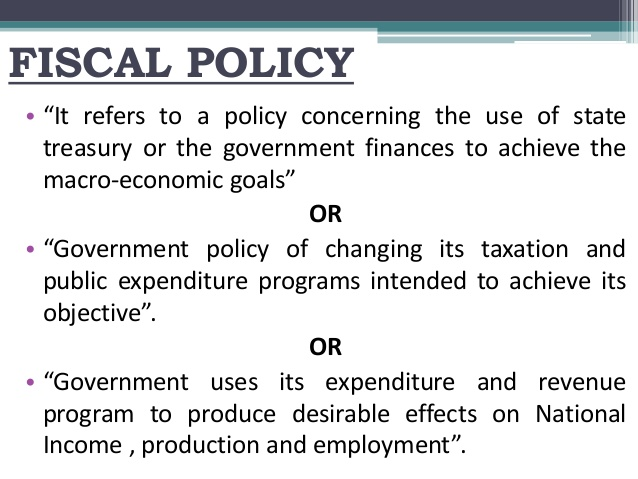 FISCAL POLICY
• “It refers to a policy concerning the use of state
treasury or the government finances to achieve the
macro-economic goals”
OR
• “Government policy of changing its taxation and
public expenditure programs intended to achieve its
objective”.
OR
• “Government uses its expenditure and revenue
program to produce desirable effects on National
Income , production and employment”.